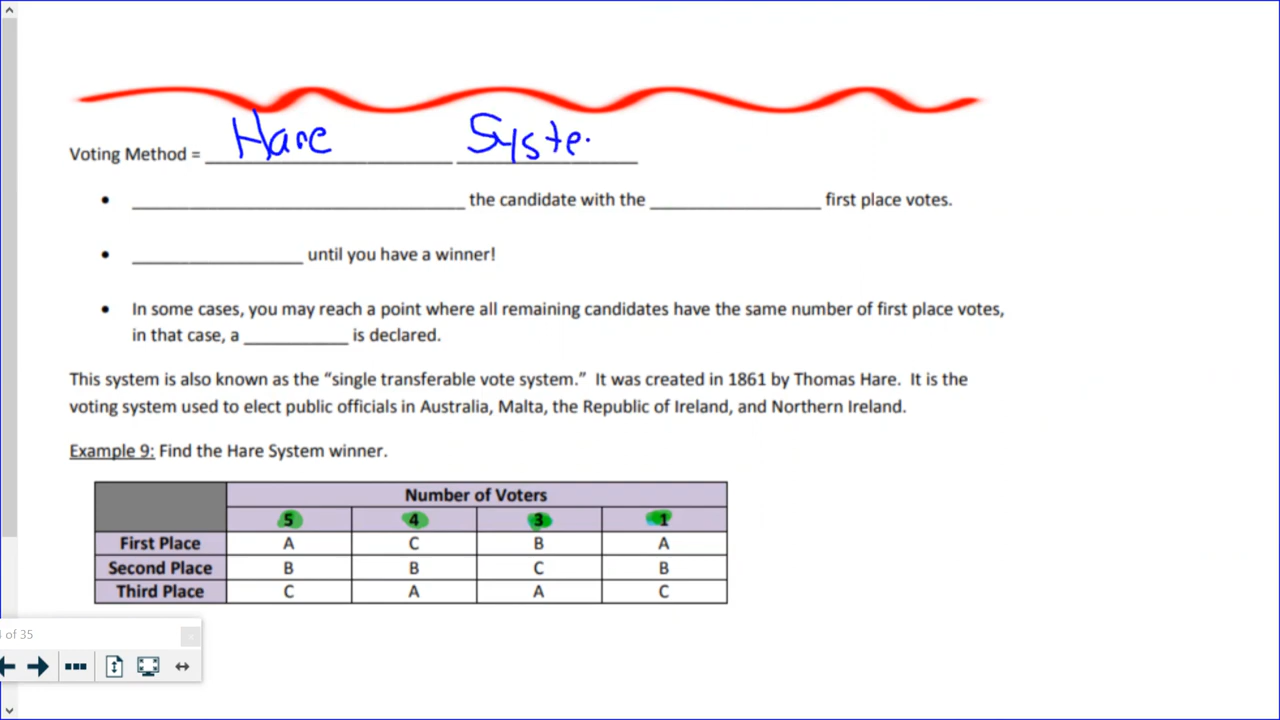 Voting Method = Hare Syste
• ____ the candidate with the ____ first place votes.
• ____ until you have a winner!
• In some cases, you may reach a point where all remaining candidates have the same number of first place votes,
in that case, a ____ is declared.
This system is also known as the “single transferable vote system.” It was created in 1861 by Thomas Hare. It is the
voting system used to elect public officials in Australia, Malta, the Republic of Ireland, and Northern Ireland.
Example 9: Find the Hare System winner.
Number of Voters
5 4 3 1
First Place A C B A
Second Place B B C B
Third Place C A A C
of 35